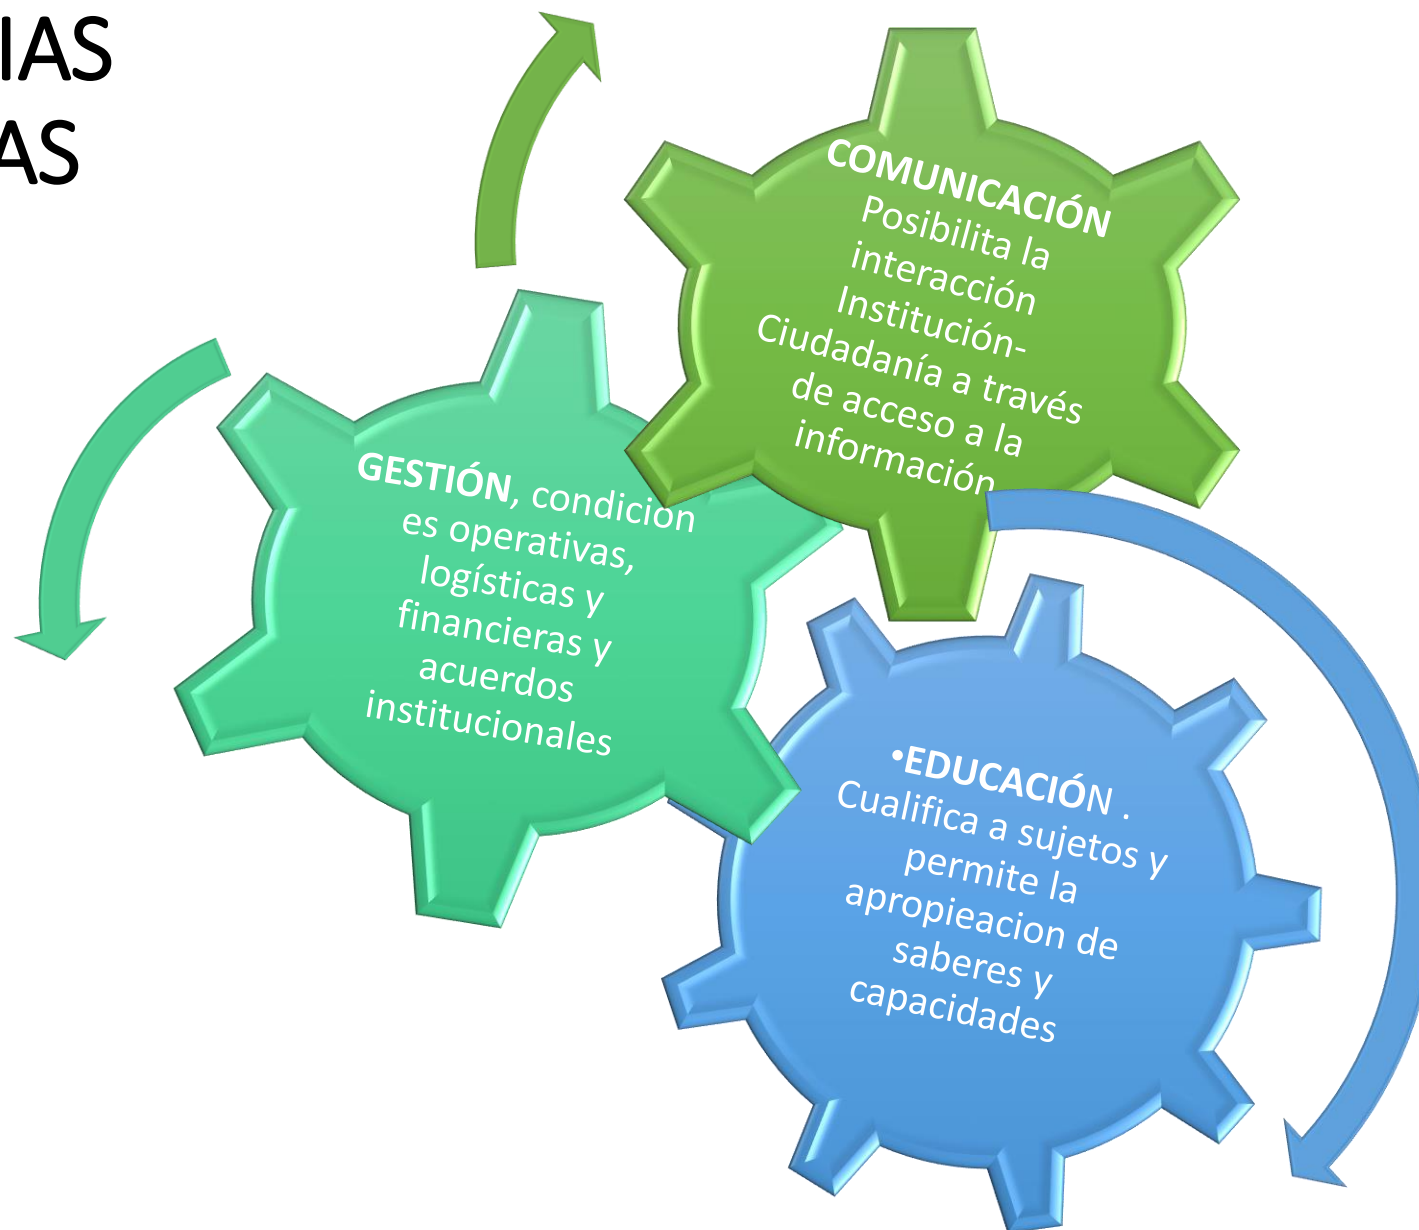 IAS
AS
COMUNICACIÓN
Posibilita la
interacción
Institución-
Ciudadanía a través
de acceso a la
información
GESTIÓN, condicion
es operativas,
logísticas y
financieras y
acuerdos
institucionales
•EDUCACIÓN .
Cualifica a sujetos y
permite la
apropieacion de
saberes y
capacidades